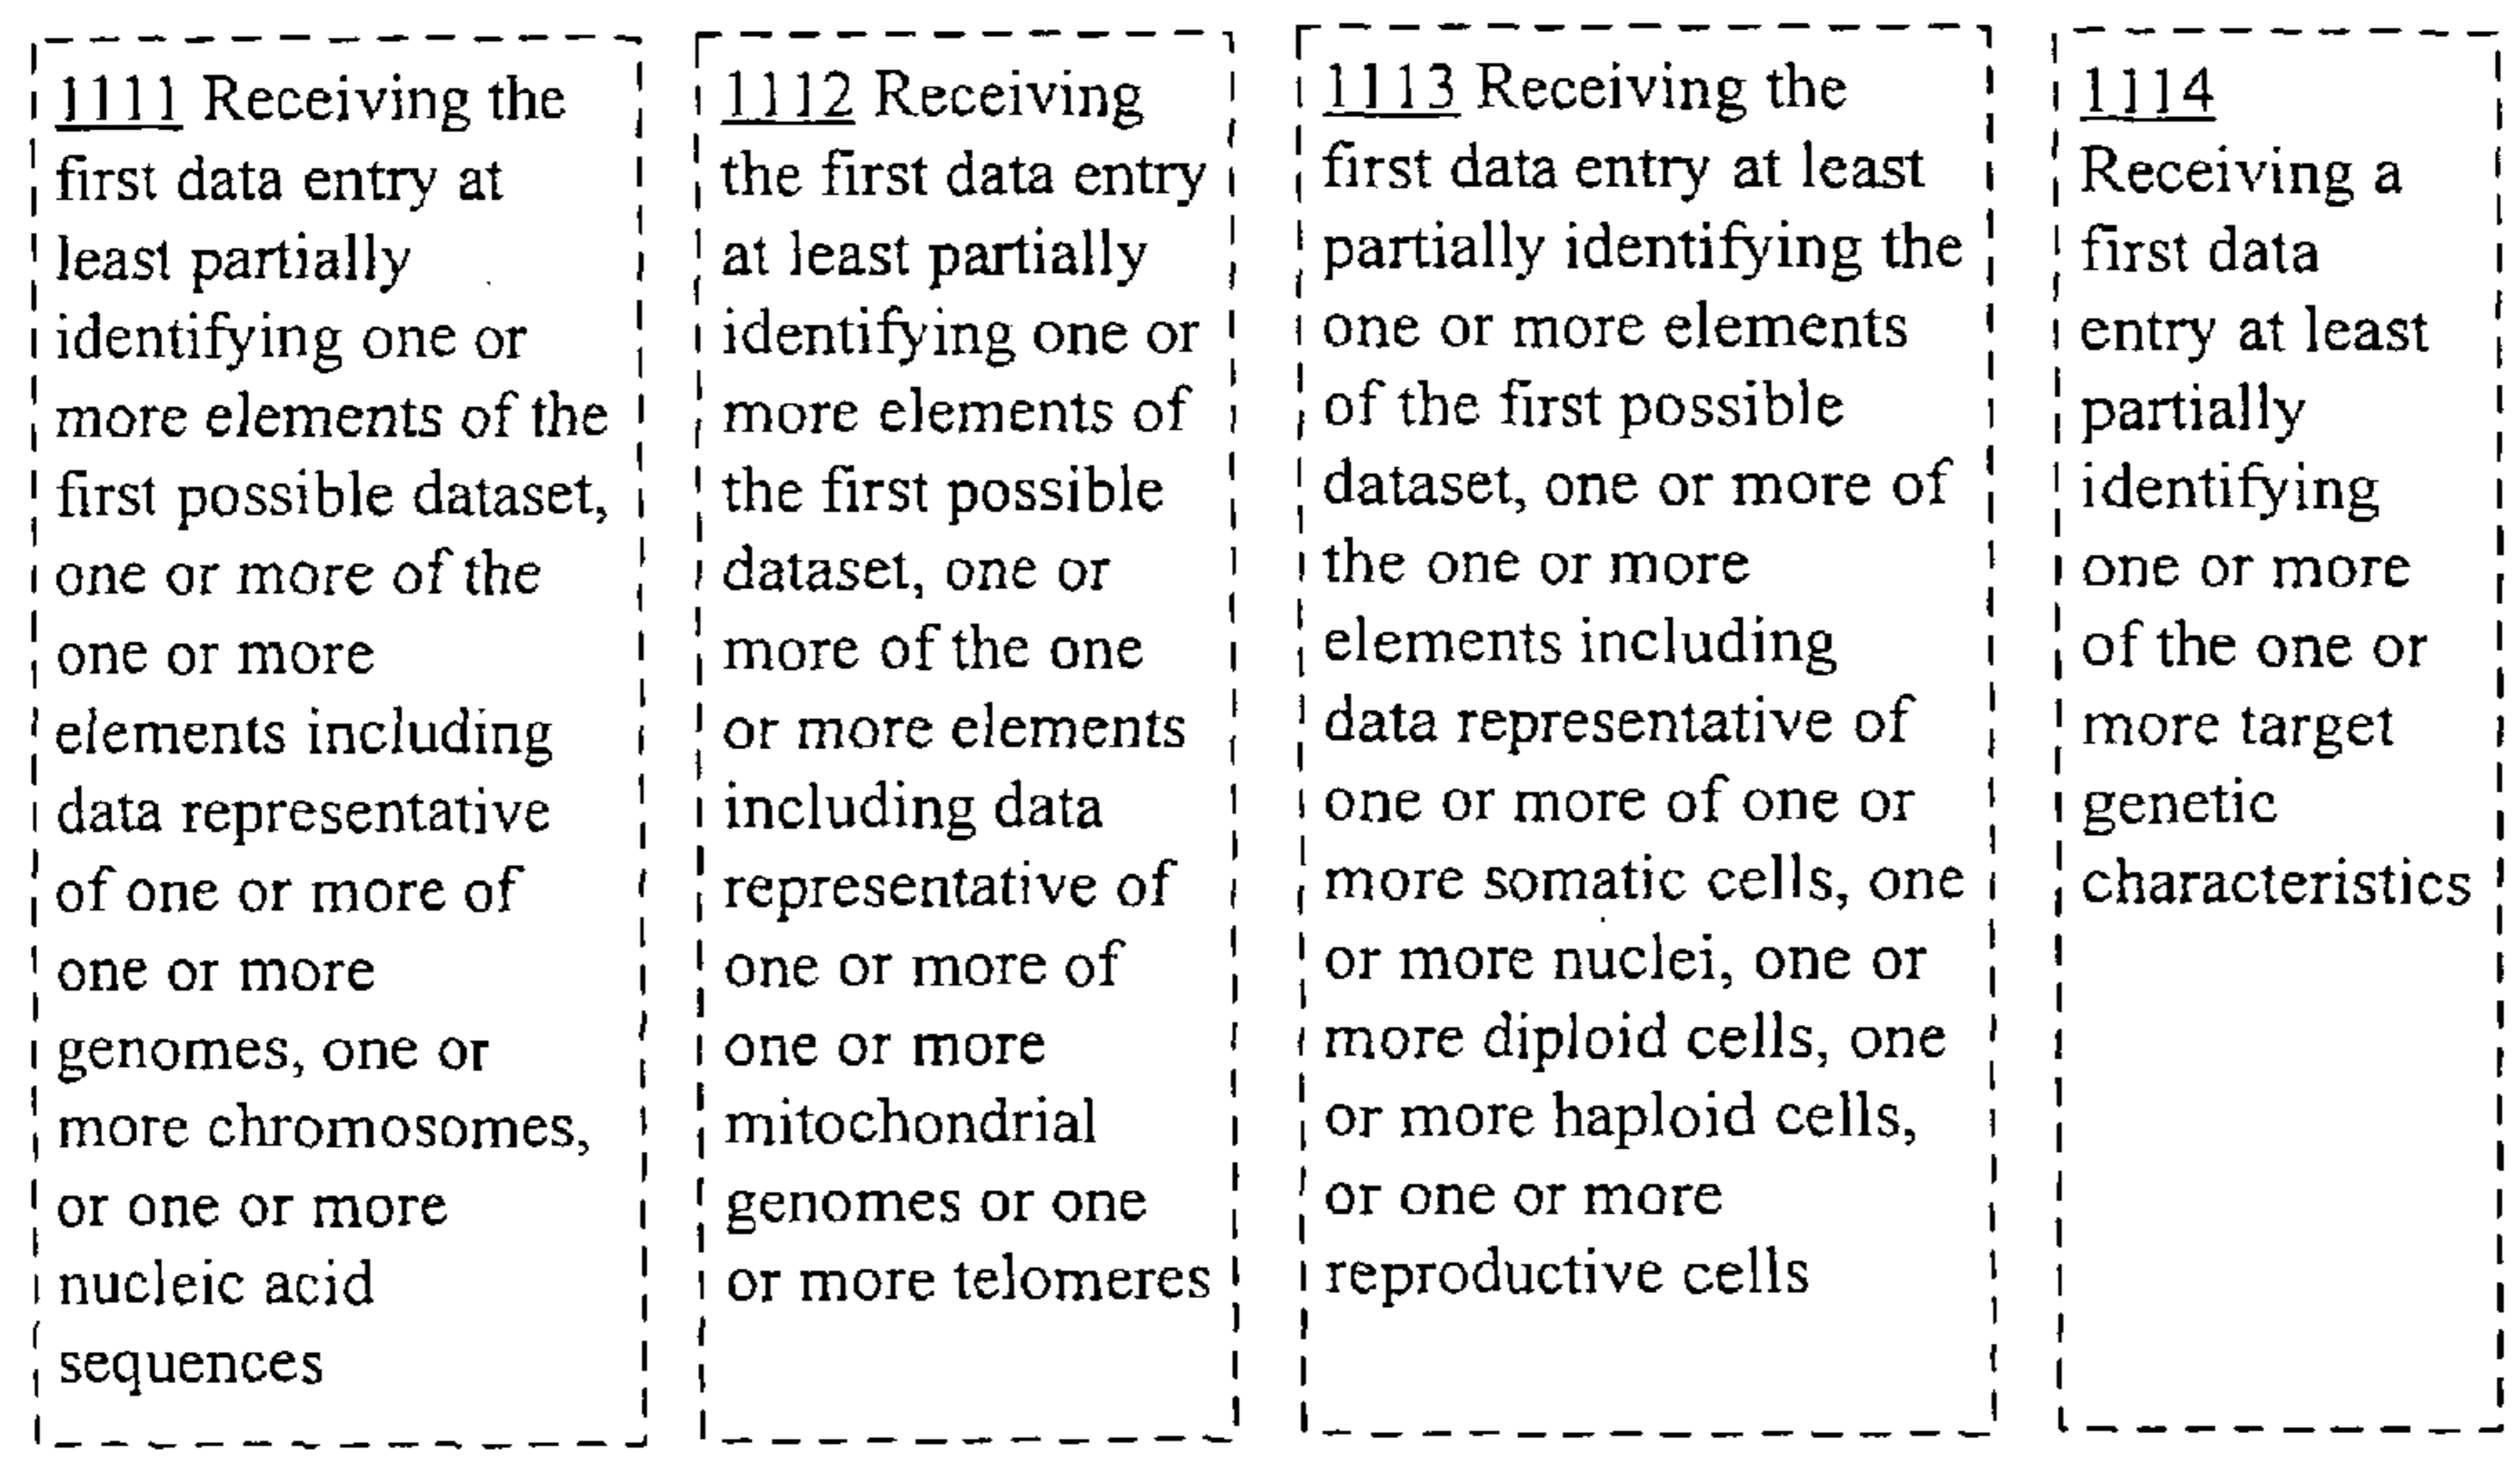 1111 Receiving the
first data entry at
least partially
identifying one or
more elements of the
first possible dataset,
one or more of the
one or more
elements including
data representative
of one or more of
one or more
genomes, one or
more chromosomes,
or one or more
nucleic acid
sequences
1112 Receiving
the first data entry
at least partially
identifying one or
more elements of
the first possible
dataset, one or
more of the one
or more elements
including data
representative of
one or more of
one or more
mitochondrial
genomes or one
or more telomeres
1113 Receiving the
first data entry at least
partially identifying the
one or more elements
of the first possible
dataset, one or more of
the one or more
elements including
data representative of
one or more of one or
more somatic cells, one
or more nuclei, one or
more diploid cells, one
or more haploid cells,
or one or more
reproductive cells
1114
Receiving a
first data
entry at least
partially
identifying
one or more
of the one or
more target
genetic
characteristics